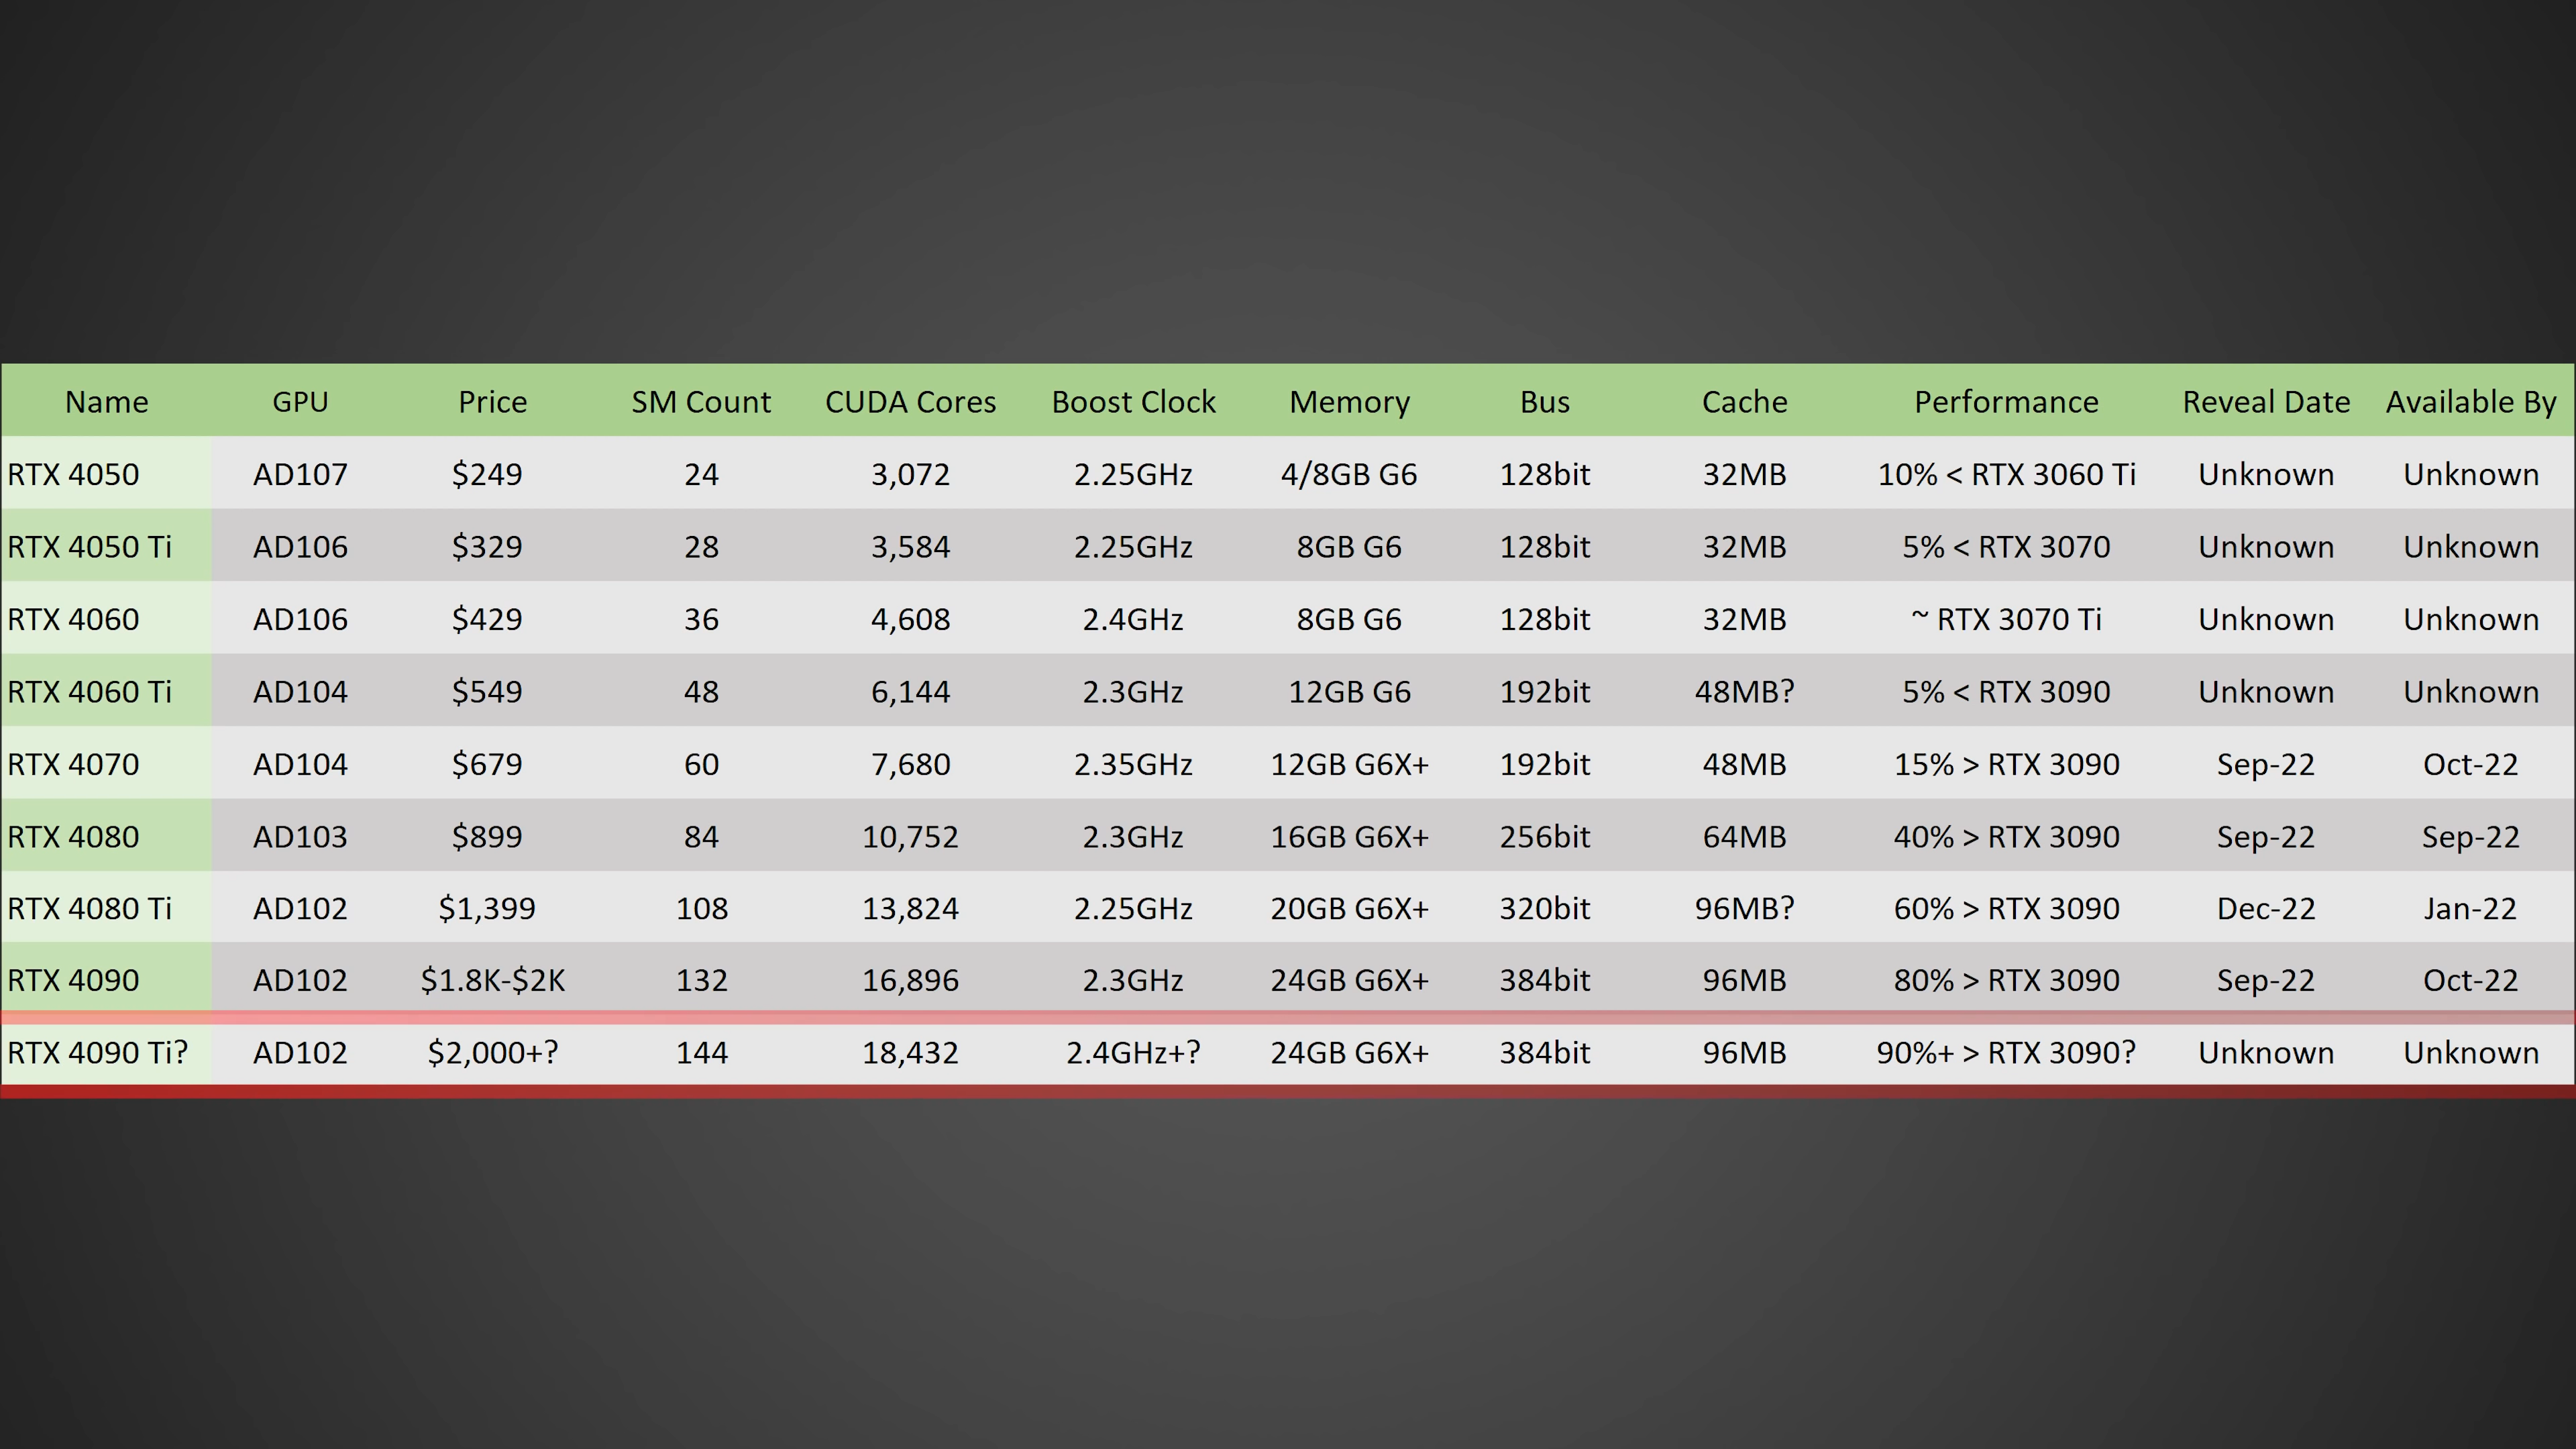 Name GPU Price SM Count CUDA Cores Boost Clock Memory Bus Cache Performance Reveal Date Available By
RTX 4050 AD107 $249 24 3,072 2.25GHz 4/8GB G6 128bit 32MB 10% < RTX 3060 Ti Unknown Unknown
RTX 4050 Ti AD106 $329 28 3,584 2.25GHz 8GB G6 128bit 32MB 5% < RTX 3070 Unknown Unknown
RTX 4060 AD106 $429 36 4,608 2.4GHz 8GB G6 128bit 32MB ~ RTX 3070 Ti Unknown Unknown
RTX 4060 Ti AD104 $549 48 6,144 2.3GHz 12GB G6 192bit 48MB? 5% < RTX 3090 Unknown Unknown
RTX 4070 AD104 $679 60 7,680 2.35GHz 12GB G6X+ 192bit 48MB 15% > RTX 3090 Sep-22 Oct-22
RTX 4080 AD103 $899 84 10,752 2.3GHz 16GB G6X+ 256bit 64MB 40% > RTX 3090 Sep-22 Sep-22
RTX 4080 Ti AD102 $1,399 108 13,824 2.25GHz 20GB G6X+ 320bit 96MB? 60% > RTX 3090 Dec-22 Jan-22
RTX 4090 AD102 $1.8K-$2K 132 16,896 2.3GHz 24GB G6X+ 384bit 96MB 80% > RTX 3090 Sep-22 Oct-22
RTX 4090 Ti? AD102 $2,000+? 144 18,432 2.4GHz+? 24GB G6X+ 384bit 96MB 90%+ > RTX 3090? Unknown Unknown